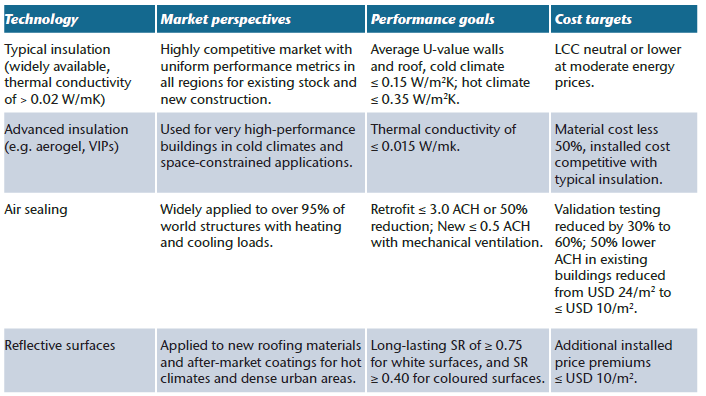 Technology
Market perspectives
Performance goals
Cost targets
Typical insulation
(widely available,
thermal conductivity
of > 0.02 W/mK)
Highly competitive market with
uniform performance metrics in
all regions for existing stock and
new construction.
Average U-value walls
and roof, cold climate
≤ 0.15 W/m²K; hot climate
≤ 0.35 W/m²K.
LCC neutral or lower
at moderate energy
prices.
Advanced insulation
(e.g. aerogel, VIPs)
Used for very high-performance
buildings in cold climates and
space-constrained applications.
Thermal conductivity of
≤ 0.015 W/mk.
Material cost less
50%, installed cost
competitive with
typical insulation.
Air sealing
Widely applied to over 95% of
world structures with heating
and cooling loads.
Retrofit ≤ 3.0 ACH or 50%
reduction; New ≤ 0.5 ACH
with mechanical ventilation.
Validation testing
reduced by 30% to
60%; 50% lower
ACH in existing
buildings reduced
from USD 24/m² to
≤ USD 10/m².
Reflective surfaces
Applied to new roofing materials
and after-market coatings for hot
climates and dense urban areas.
Long-lasting SR of ≥ 0.75
for white surfaces, and SR
≥ 0.40 for coloured surfaces.
Additional installed
price premiums
≤ USD 10/m².